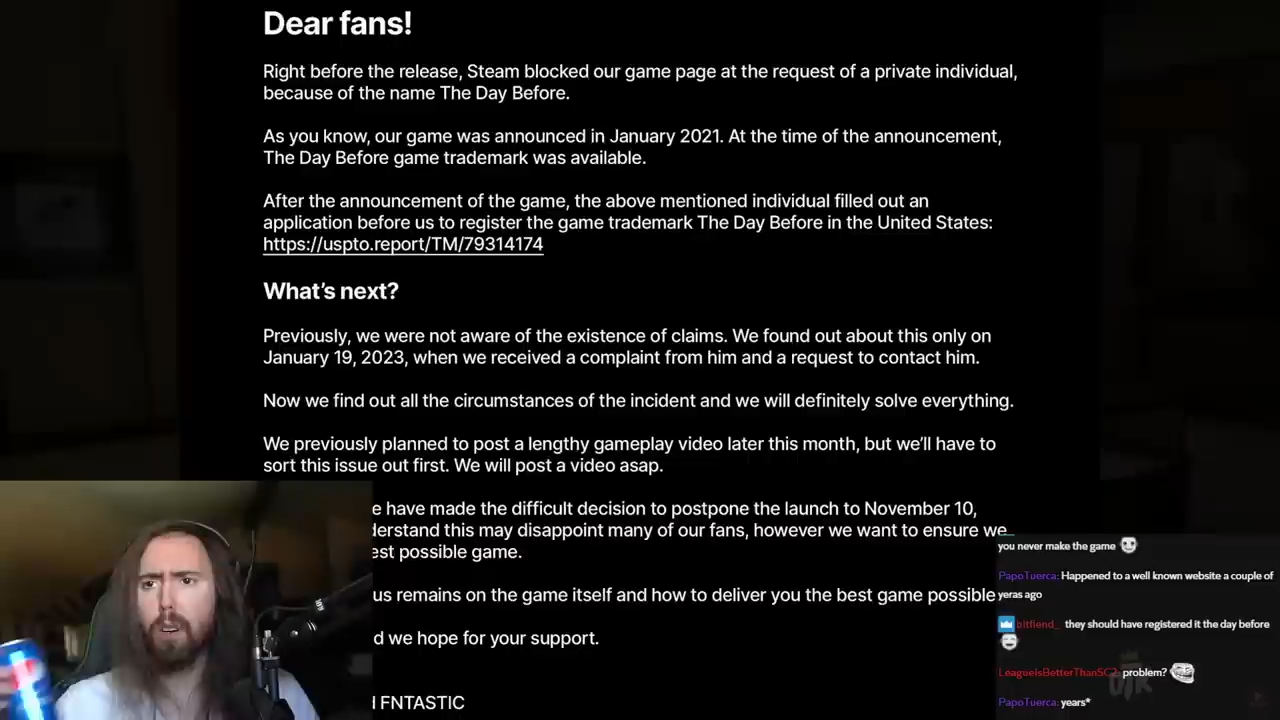 Dear fans!
Right before the release, Steam blocked our game page at the request of a private individual,
because of the name The Day Before.
As you know, our game was announced in January 2021. At the time of the announcement,
The Day Before game trademark was available.
After the announcement of the game, the above mentioned individual filled out an
application before us to register the game trademark The Day Before in the United States:
https://uspto.report/TM/79314174
What’s next?
Previously, we were not aware of the existence of claims. We found out about this only on
January 19, 2023, when we received a complaint from him and a request to contact him.
Now we find out all the circumstances of the incident and we will definitely solve everything.
We previously planned to post a lengthy gameplay video later this month, but we’ll have to
sort this issue out first. We will post a video asap.
e have made the difficult decision to postpone the launch to November 10,
derstand this may disappoint many of our fans, however we want to ensure we
est possible game.
us remains on the game itself and how to deliver you the best game possible
d we hope for your support.
FNTASTIC
you never make the game
PapoTuerca: Happened to a well known website a couple of
yeras ago
bitfiend_ they should have registered it the day before
LeagueIsBetterThanSC2: problem?
PapoTuerca: years*